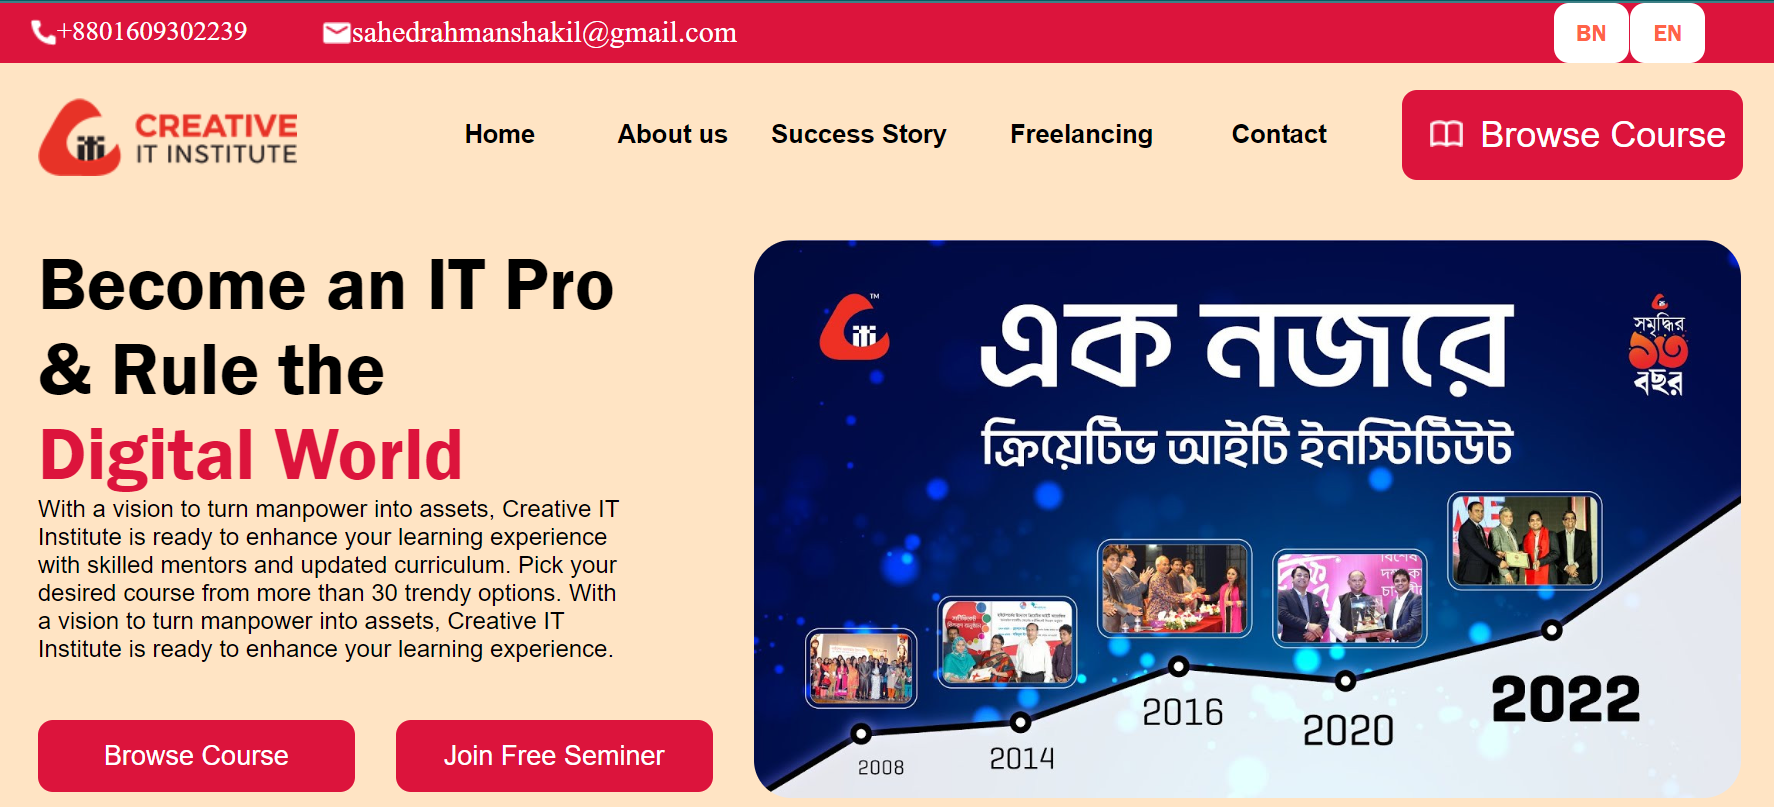 +8801609302239
sahedrahmanshakil@gmail.com
BN
EN
CREATIVE
IT INSTITUTE
Home
About us
Success Story
Freelancing
Contact
Browse Course
Become an IT Pro
& Rule the
Digital World
With a vision to turn manpower into assets, Creative IT
Institute is ready to enhance your learning experience
with skilled mentors and updated curriculum. Pick your
desired course from more than 30 trendy options. With
a vision to turn manpower into assets, Creative IT
Institute is ready to enhance your learning experience.
Browse Course
Join Free Seminer
TM
এক নজরে
ক্রিয়েটিভ আইটি ইনস্টিটিউট
সমৃদ্ধির
১৩
বছর
2008
2014
2016
2020
2022